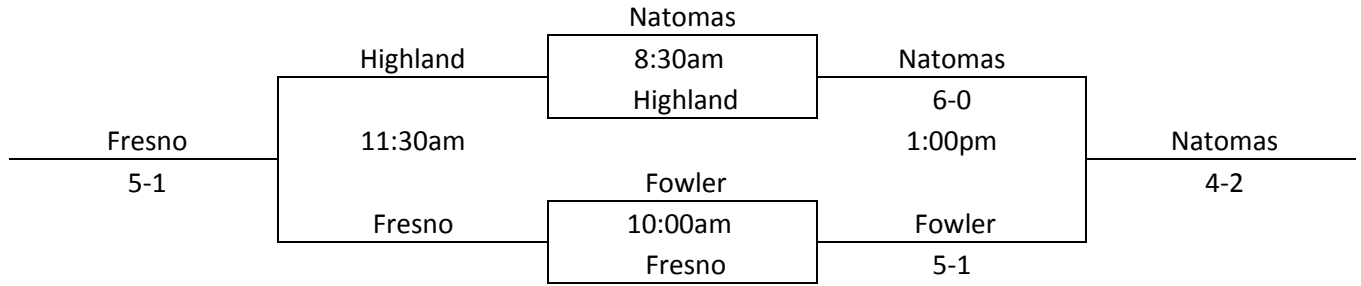 Natomas
Highland 8:30am Natomas
Highland 6-0
Fresno 11:30am 1:00pm Natomas
5-1 Fowler 4-2
Fresno 10:00am Fowler
Fresno 5-1